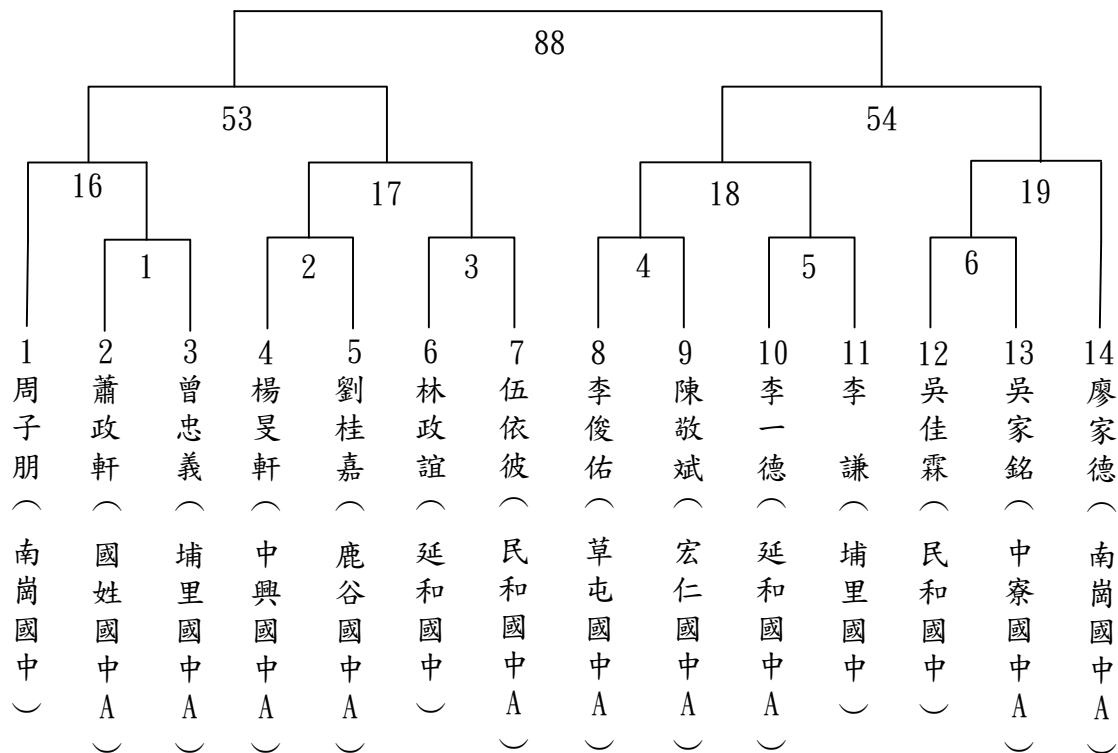 88
53
54
16
17
18
19
1
2
3
4
5
6
1 周子朋（南崗國中）
2 蕭政軒（國姓國中A）
3 曾忠義（埔里國中A）
4 楊旻軒（中興國中A）
5 劉桂嘉（鹿谷國中A）
6 林政誼（延和國中）
7 伍依彼（民和國中A）
8 李俊佑（草屯國中A）
9 陳敬斌（宏仁國中A）
10 李一德（延和國中A）
11 李　謙（埔里國中）
12 吳佳霖（民和國中）
13 吳家銘（中寮國中A）
14 廖家德（南崗國中A）